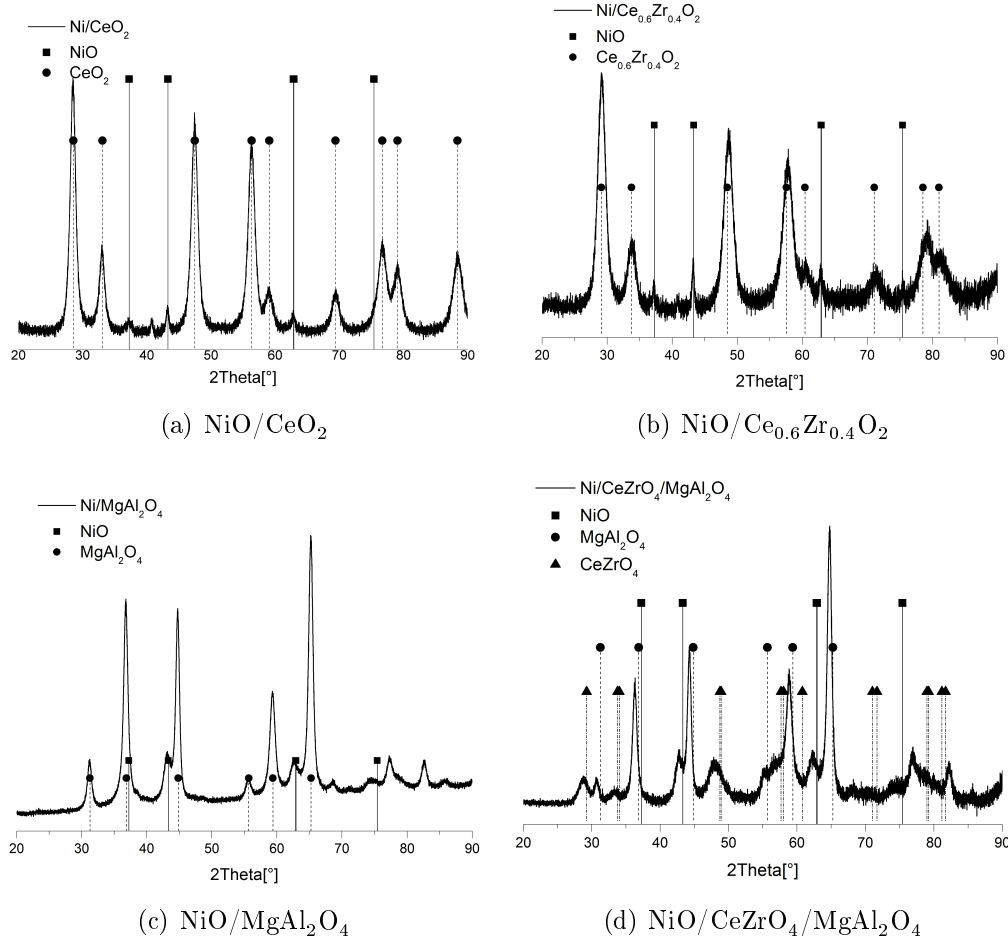 Ni/CeO₂
NiO
CeO₂
20 30 40 50 60 70 80 90
2Theta[°]
(a) NiO/CeO₂
Ni/Ce₀.₆Zr₀.₄O₂
NiO
Ce₀.₆Zr₀.₄O₂
20 30 40 50 60 70 80 90
2Theta[°]
(b) NiO/Ce₀.₆Zr₀.₄O₂
Ni/MgAl₂O₄
NiO
MgAl₂O₄
20 30 40 50 60 70 80 90
2Theta[°]
(c) NiO/MgAl₂O₄
Ni/CeZrO₄/MgAl₂O₄
NiO
MgAl₂O₄
CeZrO₄
20 30 40 50 60 70 80 90
2Theta[°]
(d) NiO/CeZrO₄/MgAl₂O₄